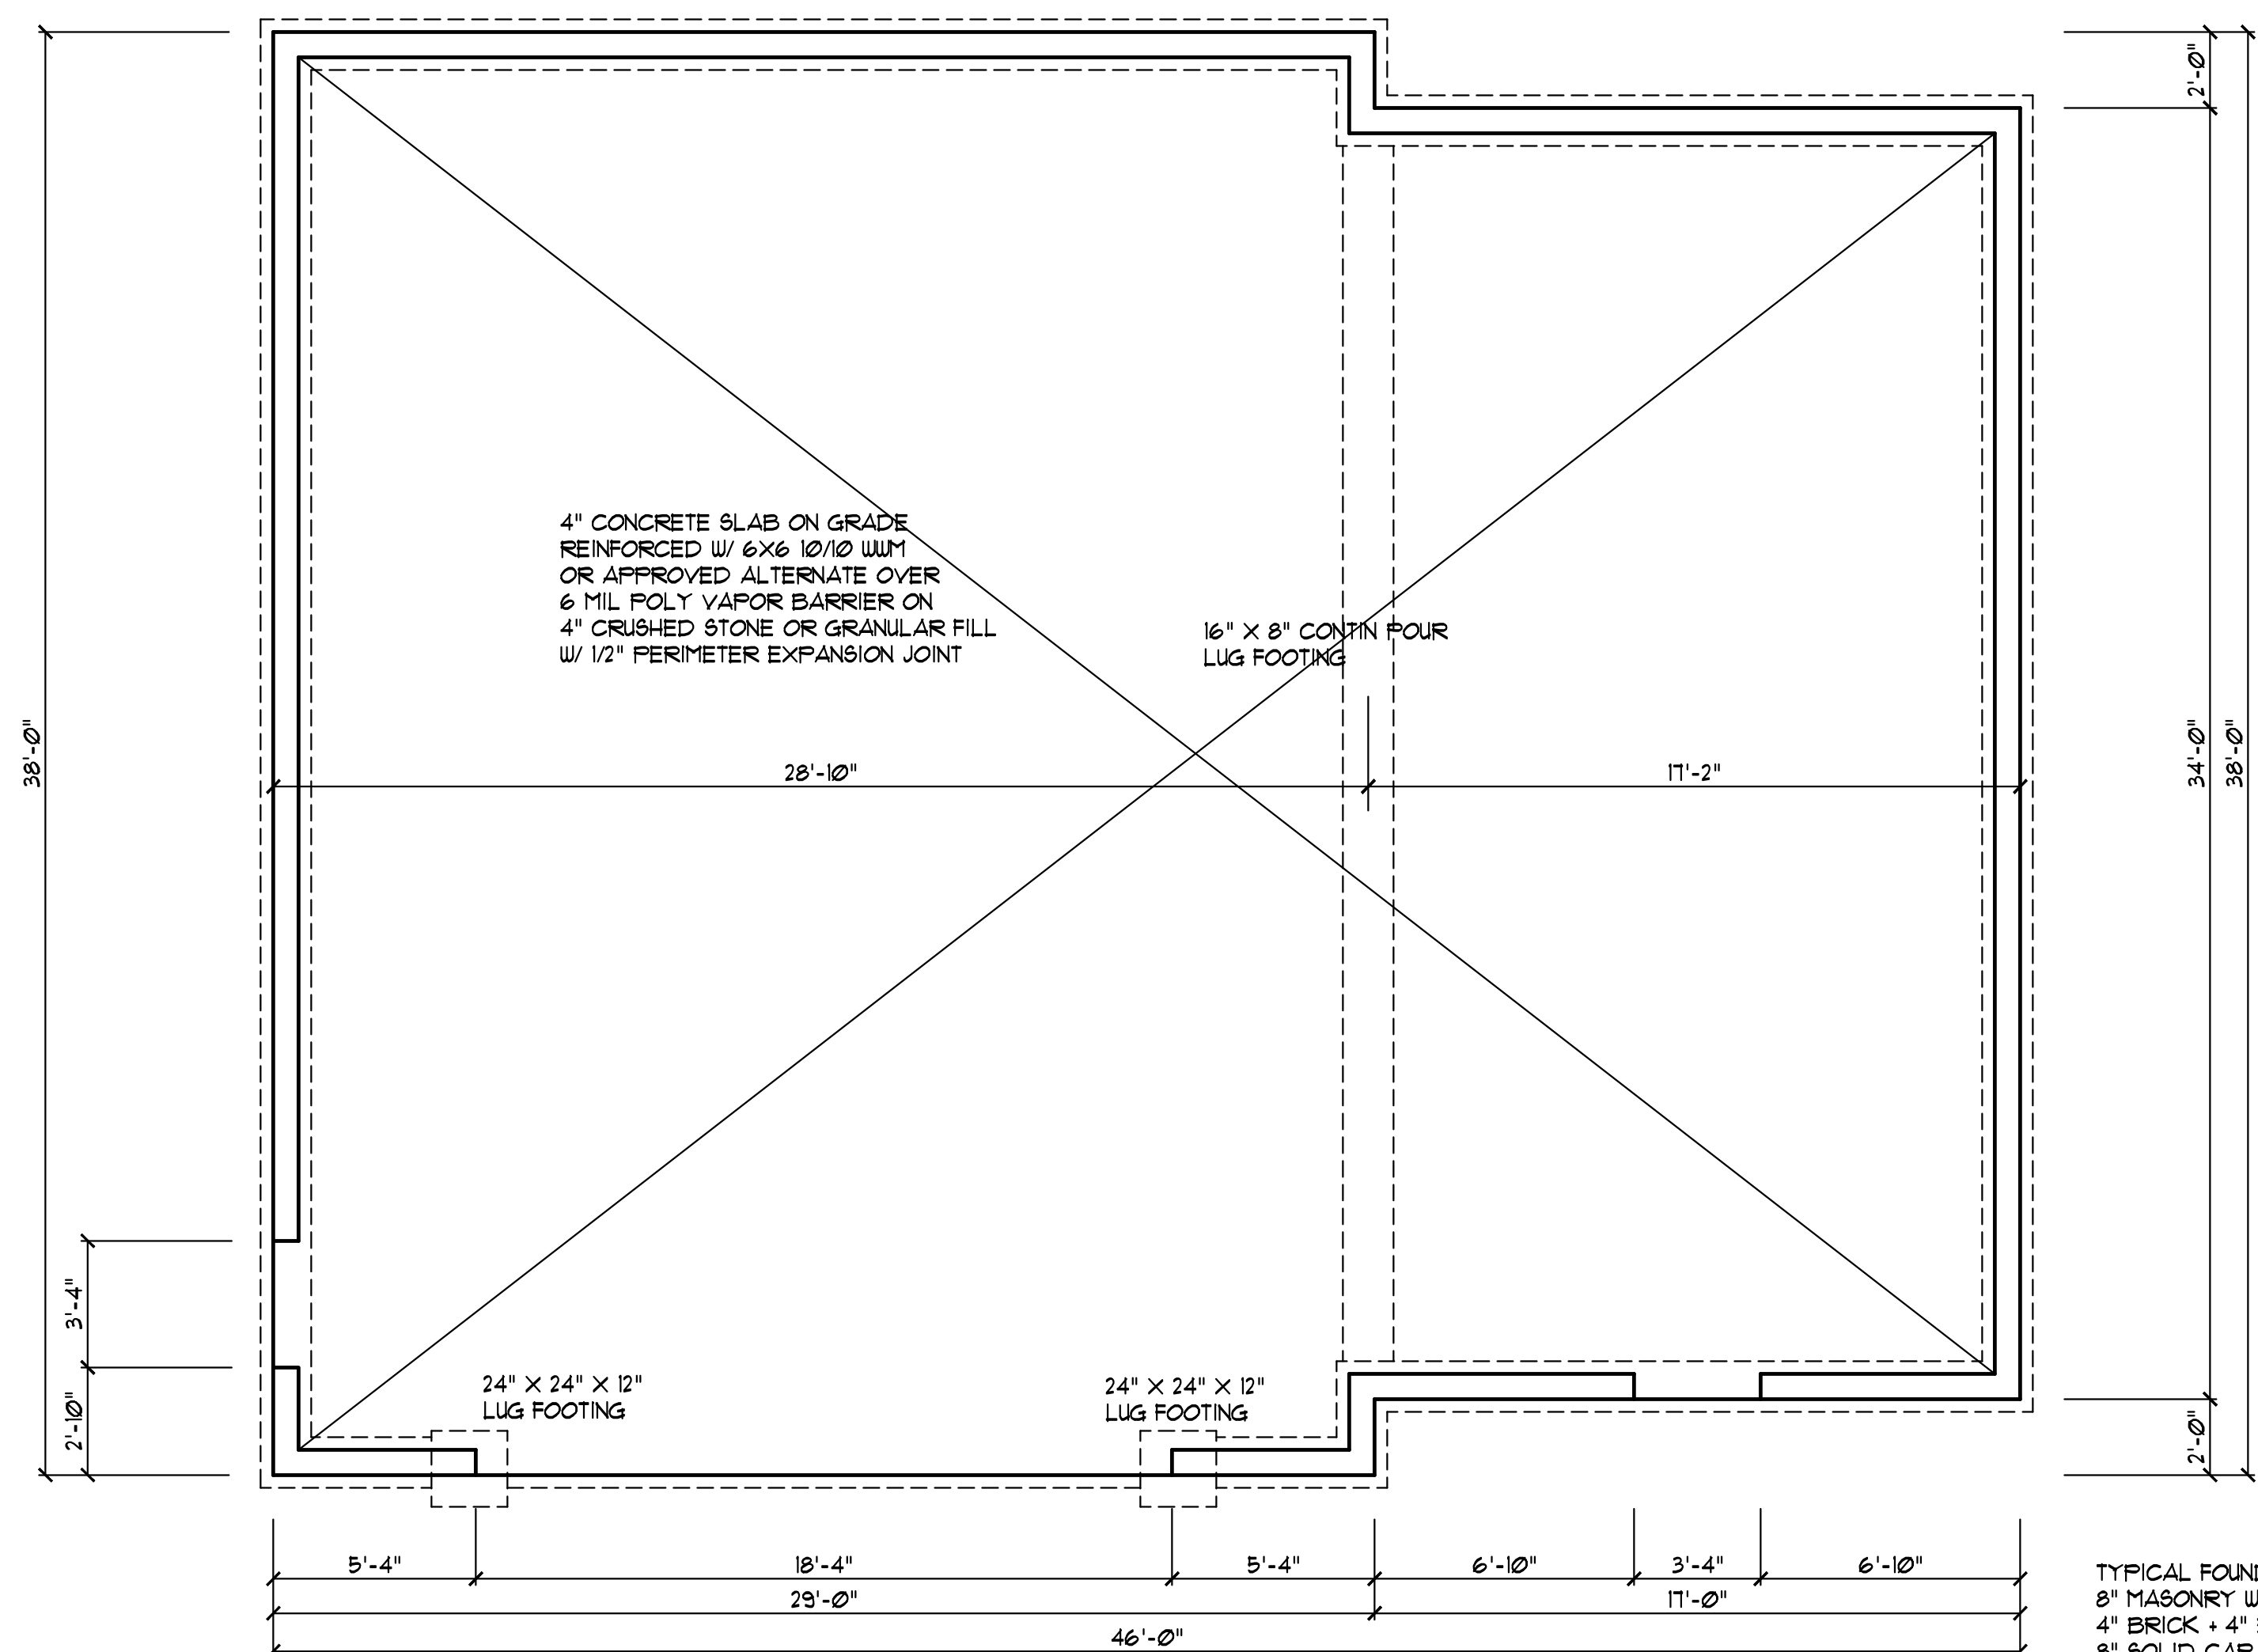 2'-0"
4" CONCRETE SLAB ON GRADE
REINFORCED W/ 6X6 10/10 WWM
OR APPROVED ALTERNATE OVER
6 MIL POLY VAPOR BARRIER ON
4" CRUSHED STONE OR GRANULAR FILL
W/ 1/2" PERIMETER EXPANSION JOINT
16" X 8" CONTIN POUR
LUG FOOTING
38'-0"
28'-10"
17'-2"
34'-0"
38'-0"
3'-4"
2'-10"
24" X 24" X 12"
LUG FOOTING
24" X 24" X 12"
LUG FOOTING
2'-0"
5'-4"
18'-4"
5'-4"
6'-10"
3'-4"
6'-10"
29'-0"
17'-0"
46'-0"
TYPICAL
8" MASONRY
4" BRICK + 4"
8" SOLID CAP